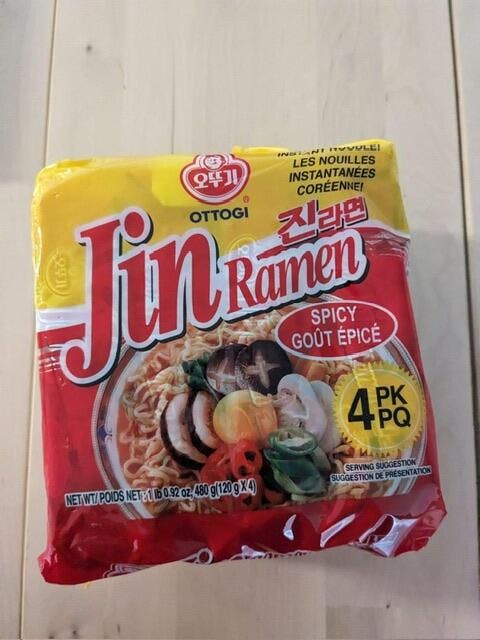 오뚜기
OTTOGI
®
INSTANT NOODLE!
LES NOUILLES
INSTANTANÉES
CORÉENNE!
진라면
Jin Ramen
SPICY
GOÛT ÉPICÉ
4 PK
PQ
SERVING SUGGESTION
SUGGESTION DE PRÉSENTATION
NET WT/ POIDS NET: 1 lb 0.92 oz, 480 g (120 g X 4)